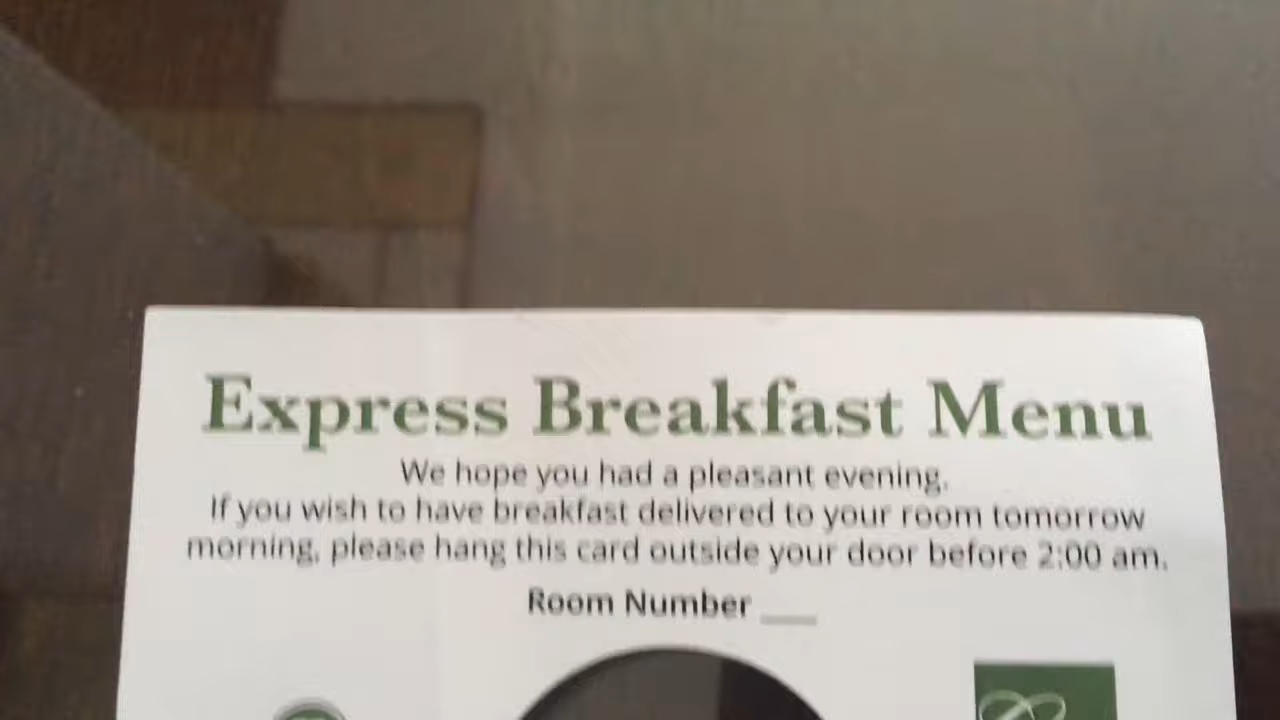 Express Breakfast Menu
We hope you had a pleasant evening.
If you wish to have breakfast delivered to your room tomorrow
morning, please hang this card outside your door before 2:00 am.
Room Number ___